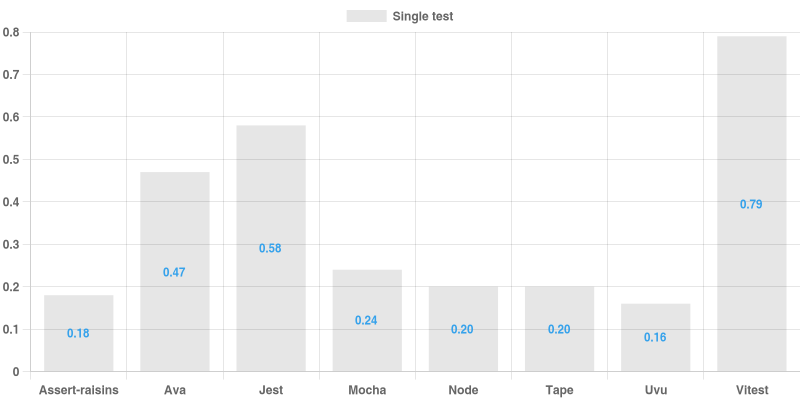 Single test
0.8
0.7
0.6
0.5
0.4
0.3
0.2
0.1
0
0.18
0.47
0.58
0.24
0.20
0.20
0.16
0.79
Assert-raisins
Ava
Jest
Mocha
Node
Tape
Uvu
Vitest